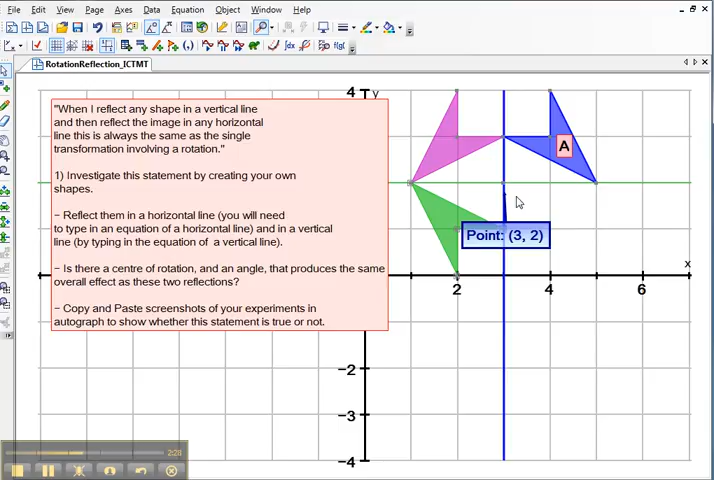 File Edit View Page Axes Data Equation Object Window Help
RotationReflection_ICTMT
"When I reflect any shape in a vertical line
and then reflect the image in any horizontal
line this is always the same as the single
transformation involving a rotation."
1) Investigate this statement by creating your own
shapes.
− Reflect them in a horizontal line (you will need
to type in an equation of a horizontal line) and in a vertical
line (by typing in the equation of a vertical line).
− Is there a centre of rotation, and an angle, that produces the same
overall effect as these two reflections?
− Copy and Paste screenshots of your experiments in
autograph to show whether this statement is true or not.
4 y
A
Point: (3, 2)
x
2 4 6
−2
−3
−4
2:28